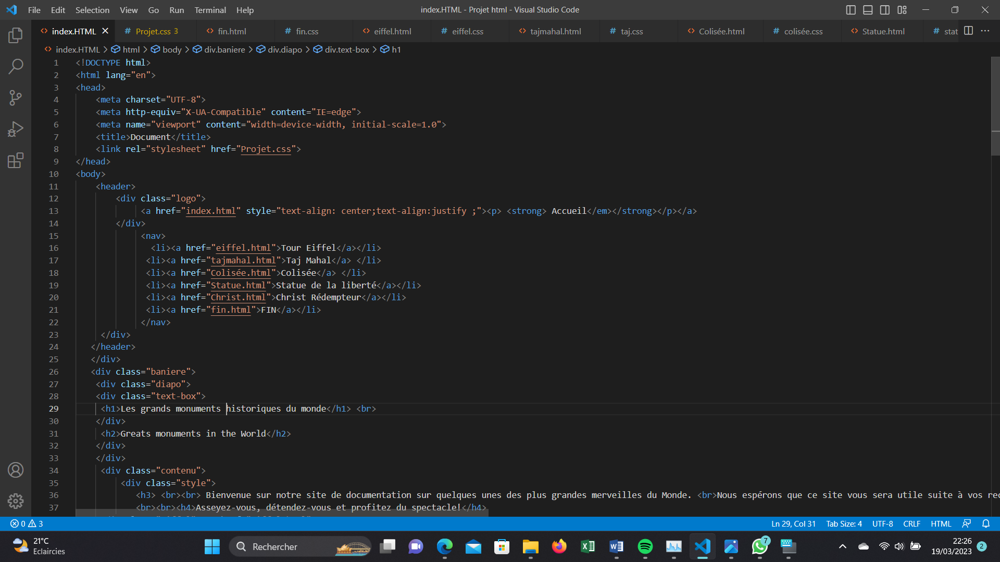 File Edit Selection View Go Run Terminal Help
index.HTML - Projet html - Visual Studio Code
index.HTML Projet.css 3 fin.html fin.css eiffel.html eiffel.css tajmahal.html taj.css Colisée.html colisée.css Statue.html stat
index.HTML > html > body > div.baniere > div.diapo > div.text-box > h1
1 <!DOCTYPE html>
2 <html lang="en">
3 <head>
4 <meta charset="UTF-8">
5 <meta http-equiv="X-UA-Compatible" content="IE=edge">
6 <meta name="viewport" content="width=device-width, initial-scale=1.0">
7 <title>Document</title>
8 <link rel="stylesheet" href="Projet.css">
9 </head>
10 <body>
11 <header>
12 <div class="logo">
13 <a href="index.html" style="text-align: center;text-align:justify ;"><p> <strong> Accueil</em></strong></p></a>
14 </div>
15 <nav>
16 <li><a href="eiffel.html">Tour Eiffel</a></li>
17 <li><a href="tajmahal.html">Taj Mahal</a> </li>
18 <li><a href="Colisée.html">Colisée</a> </li>
19 <li><a href="Statue.html">Statue de la liberté</a></li>
20 <li><a href="Christ.html">Christ Rédempteur</a></li>
21 <li><a href="fin.html">FIN</a></li>
22 </nav>
23 </div>
24 </header>
25 </div>
26 <div class="baniere">
27 <div class="diapo">
28 <div class="text-box">
29 <h1>Les grands monuments historiques du monde</h1> <br>
30 </div>
31 <h2>Greats monuments in the World</h2>
32 </div>
33 </div>
34 <div class="contenu">
35 <div class="style">
36 <h3> <br><br> Bienvenue sur notre site de documentation sur quelques unes des plus grandes merveilles du Monde. <br>Nous espérons que ce site vous sera utile suite à vos rec
37 <br><br><h4>Asseyez-vous, détendez-vous et profitez du spectacle!</h4>
0 3 Ln 29, Col 31 Tab Size: 4 UTF-8 CRLF HTML
21°C
Eclaircies
Rechercher
7
22:26
19/03/2023
2